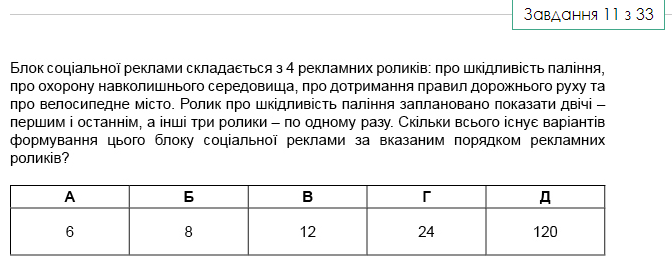 Завдання 11 з 33
Блок соціальної реклами складається з 4 рекламних роликів: про шкідливість паління,
про охорону навколишнього середовища, про дотримання правил дорожнього руху та
про велосипедне місто. Ролик про шкідливість паління заплановано показати двічі –
першим і останнім, а інші три ролики – по одному разу. Скільки всього існує варіантів
формування цього блоку соціальної реклами за вказаним порядком рекламних
роликів?
А Б В Г Д
6 8 12 24 120